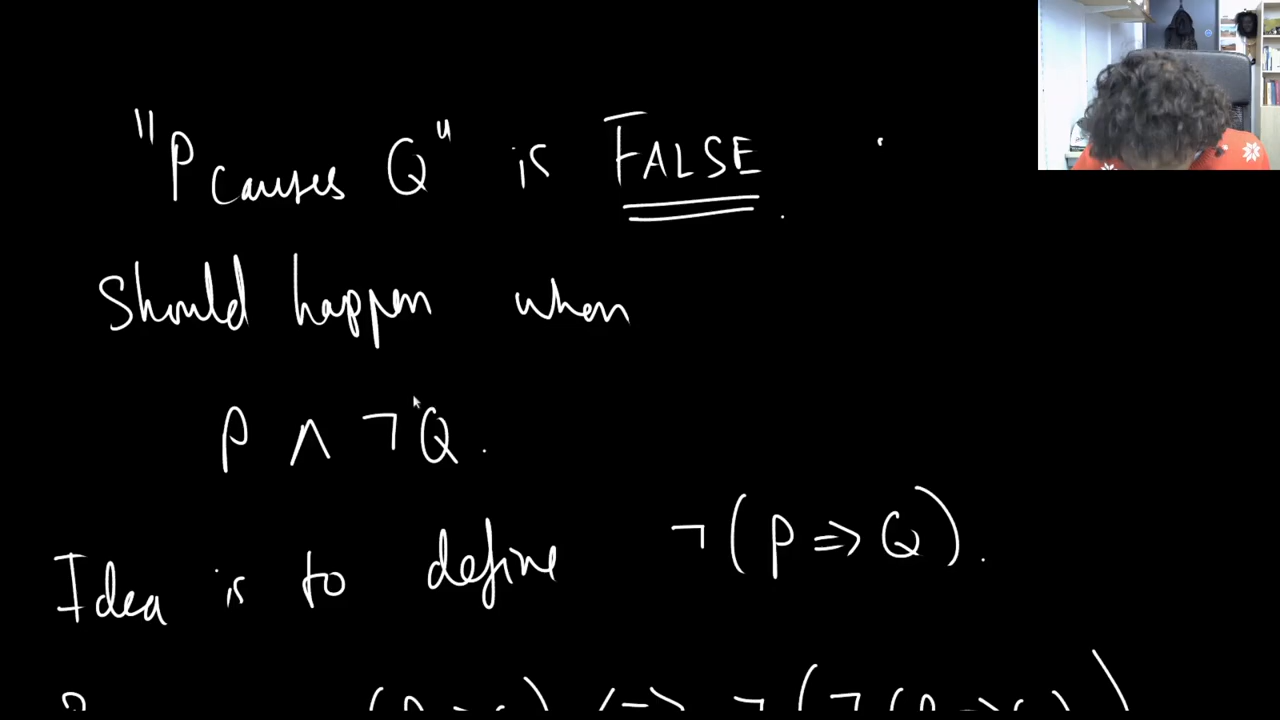 "P causes Q" is FALSE.
Should happen when
P ∧ ¬Q.
Idea is to define ¬(P ⇒ Q).